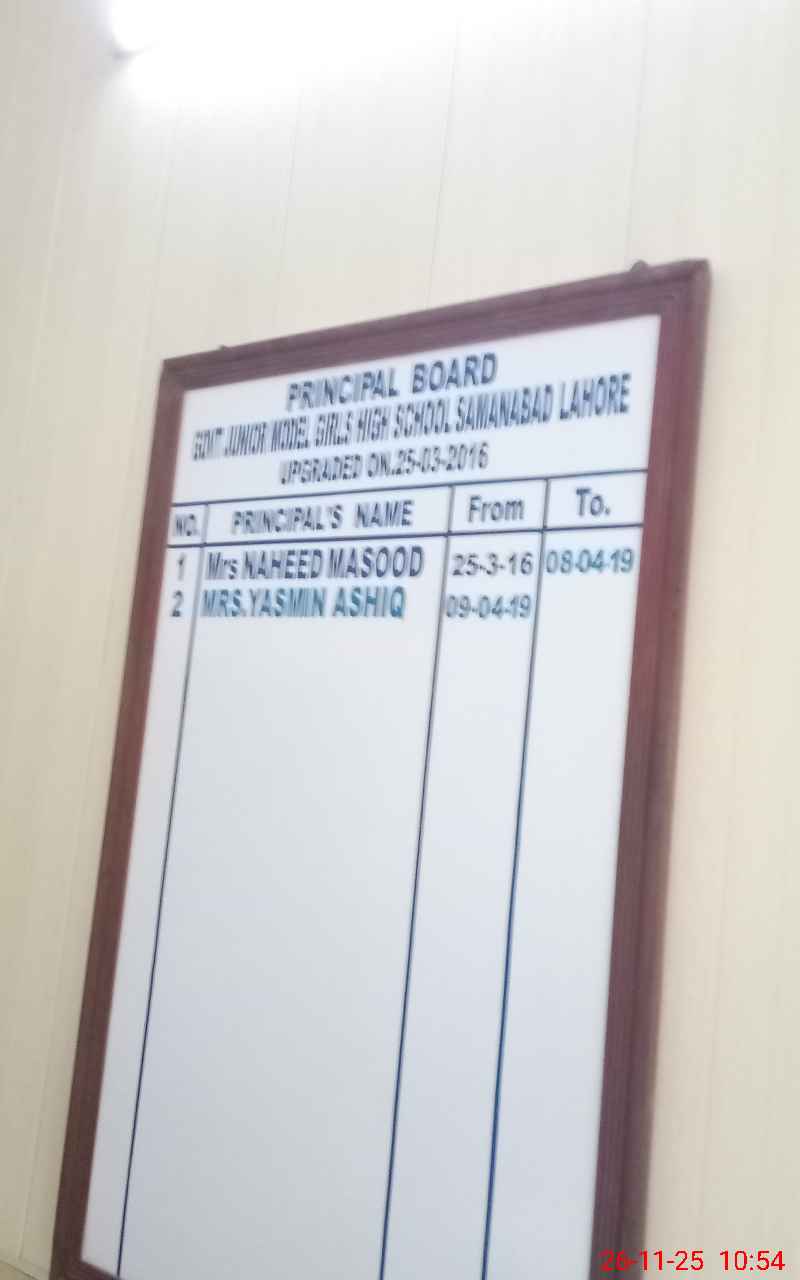 PRINCIPAL BOARD
GOVT JUNIOR MODEL GIRLS HIGH SCHOOL SAMANABAD LAHORE
UPGRADED ON.25-03-2016
NO. PRINCIPAL'S NAME From To.
1 Mrs NAHEED MASOOD 25-3-16 08-04-19
2 MRS.YASMIN ASHIQ 09-04-19
26-11-25 10:54